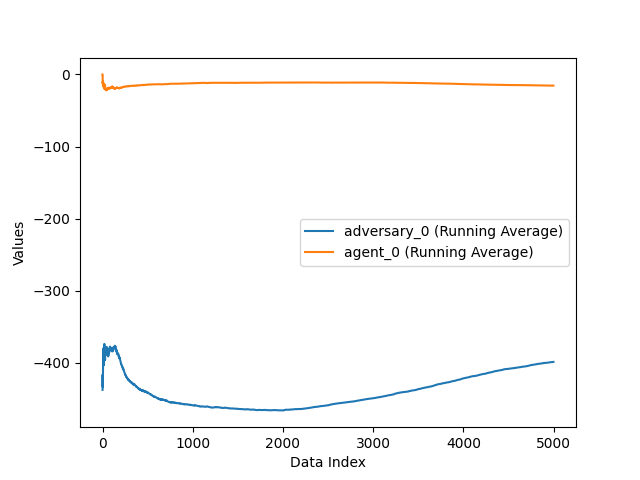 0
−100
−200
−300
−400
Values
adversary_0 (Running Average)
agent_0 (Running Average)
0 1000 2000 3000 4000 5000
Data Index